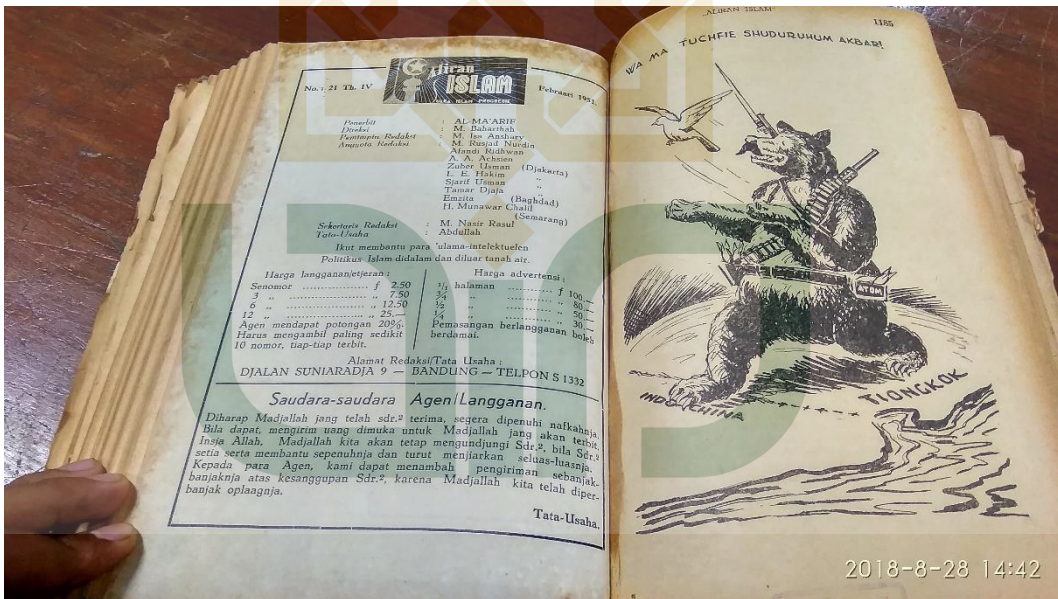 No.: 21 Th. IV
Aliran
ISLAM
Februari 1951.
Penerbit : AL-MA'ARIF
Direksi : M. Baharthah
Pemimpin Redaksi : M. Isa Anshary
Anggota Redaksi : M. Rusjad Nurdin
Afandi Ridhwan
A. A. Achsien
Zuber Usman (Djakarta)
L. E. Hakim "
Sjarif Usman "
Tamar Djaja "
Emzita (Baghdad)
H. Munawar Chalil
(Semarang)
Sekertaris Redaksi : M. Nasir Rasul
Tata-Usaha : Abdullah
Ikut membantu para 'ulama-intelektuelen
Politikus Islam didalam dan diluar tanah air.
Harga langganan/etjeran :
Senomor ƒ 2.50
3 " " 7.50
6 " " 12.50
12 " " 25.—
Agen mendapat potongan 20%.
Harus mengambil paling sedikit
10 nomor, tiap-tiap terbit.
Harga advertensi :
1/1 halaman ƒ 100.—
3/4 " " 80.—
1/2 " " 50.—
1/4 " " 30.—
Pemasangan berlangganan boleh
berdamai.
Alamat Redaksi/Tata Usaha :
DJALAN SUNIARADJA 9 — BANDUNG — TELPON S 1332
Saudara-saudara Agen/Langganan.
Diharap Madjallah jang telah sdr.² terima, segera dipenuhi nafkahnja.
Bila dapat, mengirim uang dimuka untuk Madjallah jang akan terbit.
Insja Allah, Madjallah kita akan tetap mengundjungi Sdr.², bila Sdr.²
setia serta membantu sepenuhnja dan turut menjiarkan seluas-luasnja.
Kepada para Agen, kami dapat menambah pengiriman sebanjak-
banjaknja atas kesanggupan Sdr.², karena Madjallah kita telah diper-
banjak oplaagnja.
Tata-Usaha.
„ALIRAN ISLAM"
1185
WA MA TUCHFIE SHUDURUHUM AKBAR!
ATOM
INDO CHINA
TIONGKOK
2018-8-28 14:42